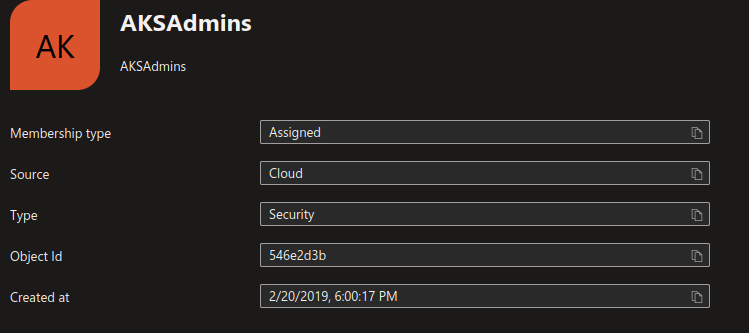 AK
AKSAdmins
AKSAdmins
Membership type Assigned
Source Cloud
Type Security
Object Id 546e2d3b
Created at 2/20/2019, 6:00:17 PM